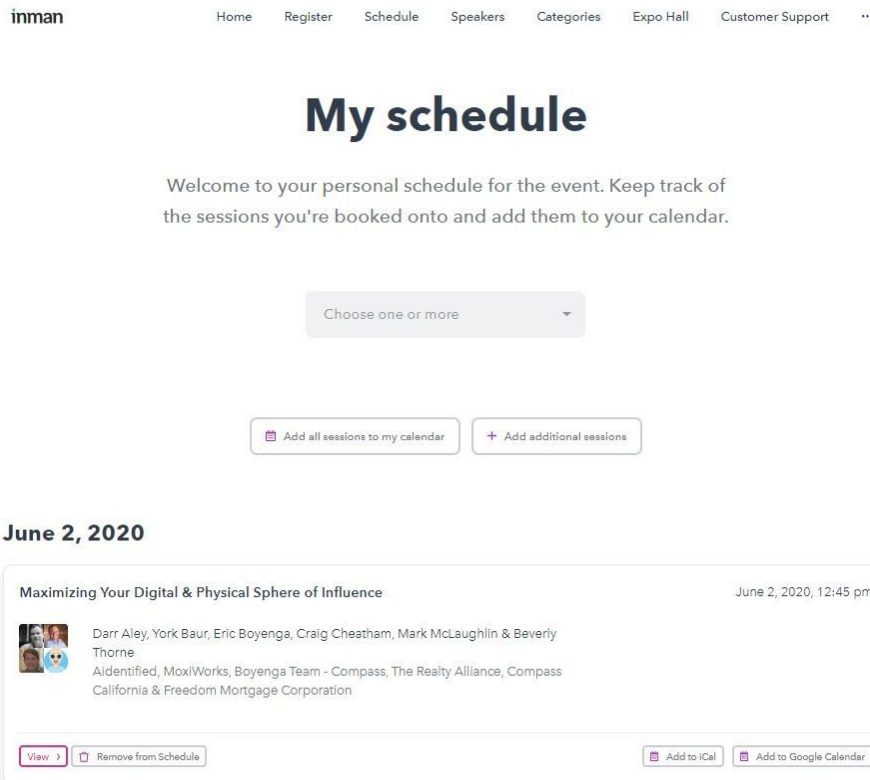 inman
Home Register Schedule Speakers Categories Expo Hall Customer Support ··
My schedule
Welcome to your personal schedule for the event. Keep track of
the sessions you're booked onto and add them to your calendar.
Choose one or more
Add all sessions to my calendar
+ Add additional sessions
June 2, 2020
Maximizing Your Digital & Physical Sphere of Influence
June 2, 2020, 12:45 pm
Darr Aley, York Baur, Eric Boyenga, Craig Cheatham, Mark McLaughlin & Beverly
Thorne
Aidentified, MoxiWorks, Boyenga Team - Compass, The Realty Alliance, Compass
California & Freedom Mortgage Corporation
View >
Remove from Schedule
Add to iCal
Add to Google Calendar